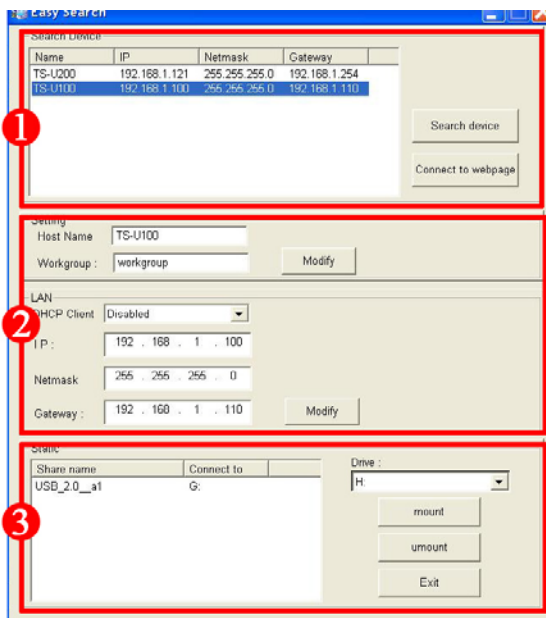 Easy Search
Search Device
Name IP Netmask Gateway
TS-U200 192.168.1.121 255.255.255.0 192.168.1.254
TS-U100 192.168.1.100 255.255.255.0 192.168.1.110
1
Search device
Connect to webpage
Setting
Host Name TS-U100
Workgroup : workgroup Modify
LAN
DHCP Client Disabled
2
I P : 192 . 168 . 1 . 100
Netmask 255 . 255 . 255 . 0
Gateway : 192 . 168 . 1 . 110 Modify
Static
Share name Connect to
USB_2.0__a1 G:
Drive :
H:
3
mount
umount
Exit